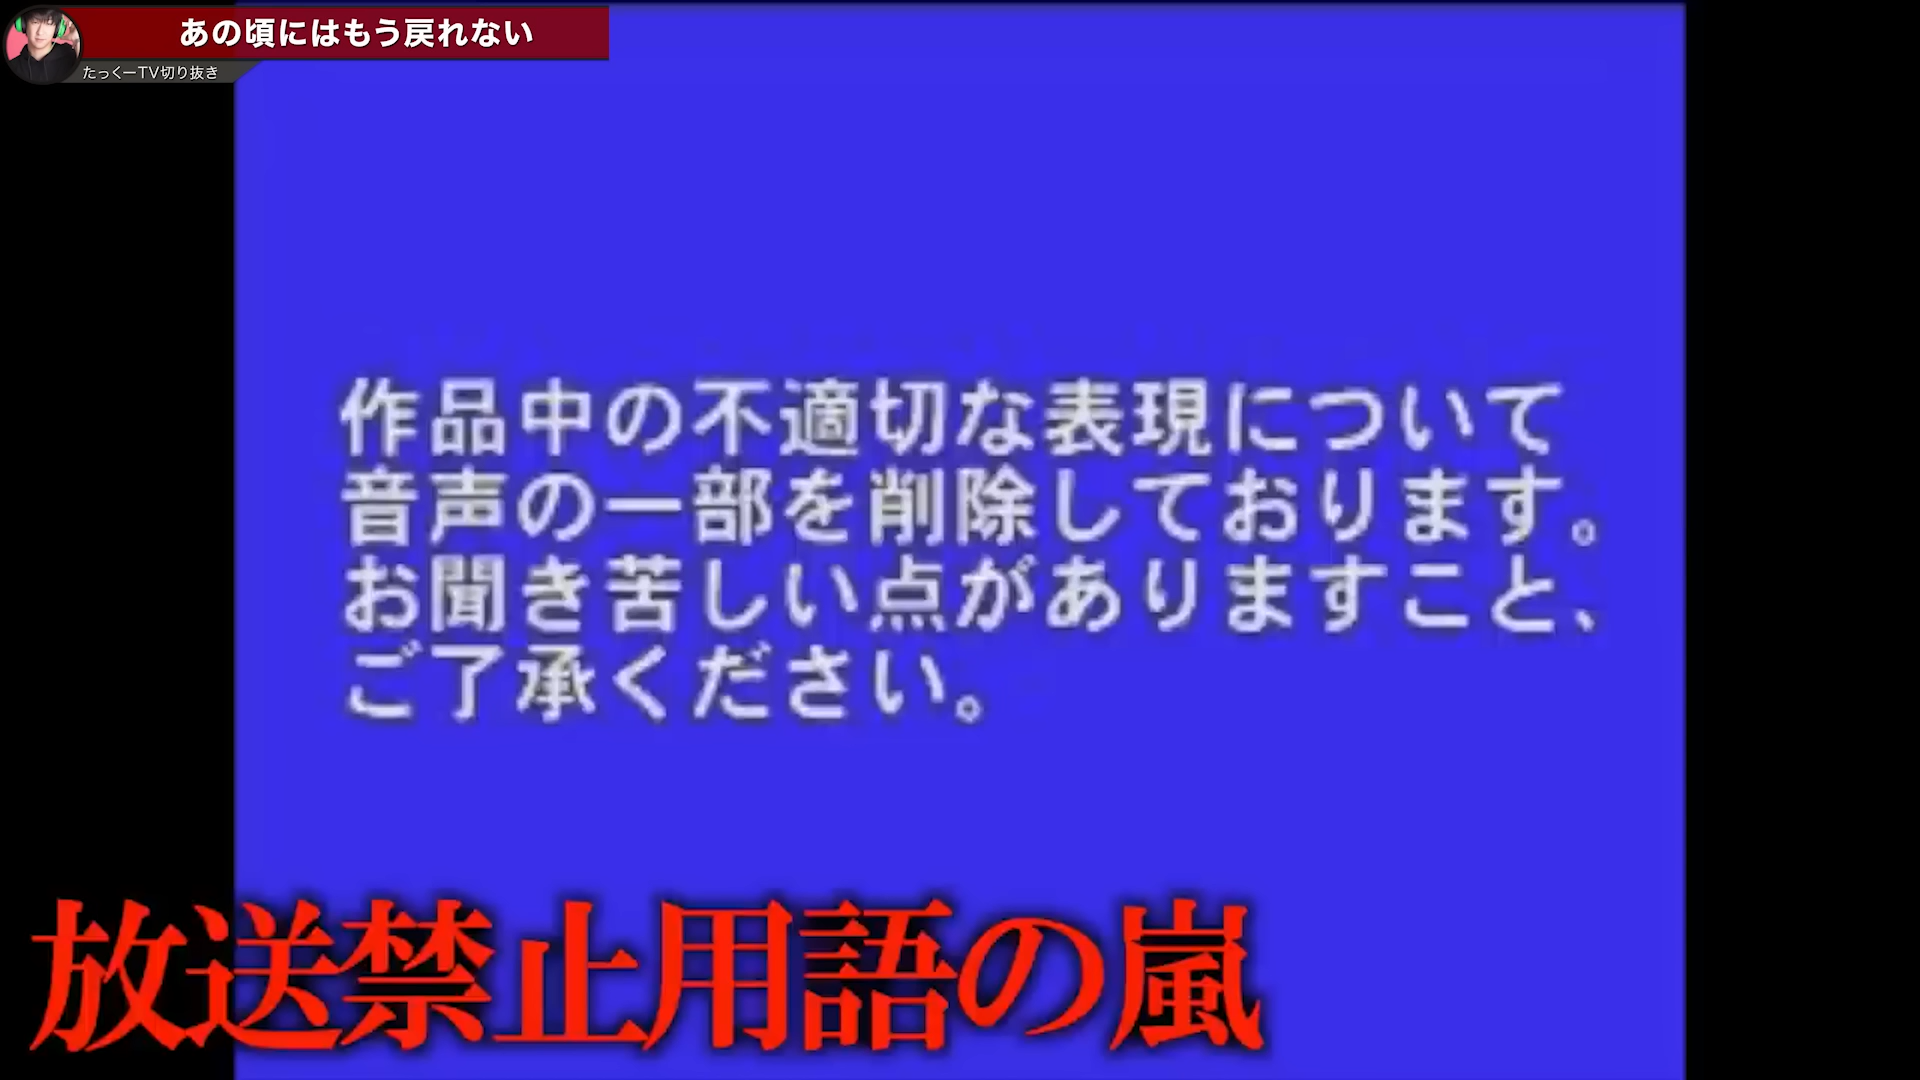 あの頃にはもう戻れない
たっくーTV切り抜き
作品中の不適切な表現について
音声の一部を削除しております。
お聞き苦しい点がありますこと、
ご了承ください。
放送禁止用語の嵐